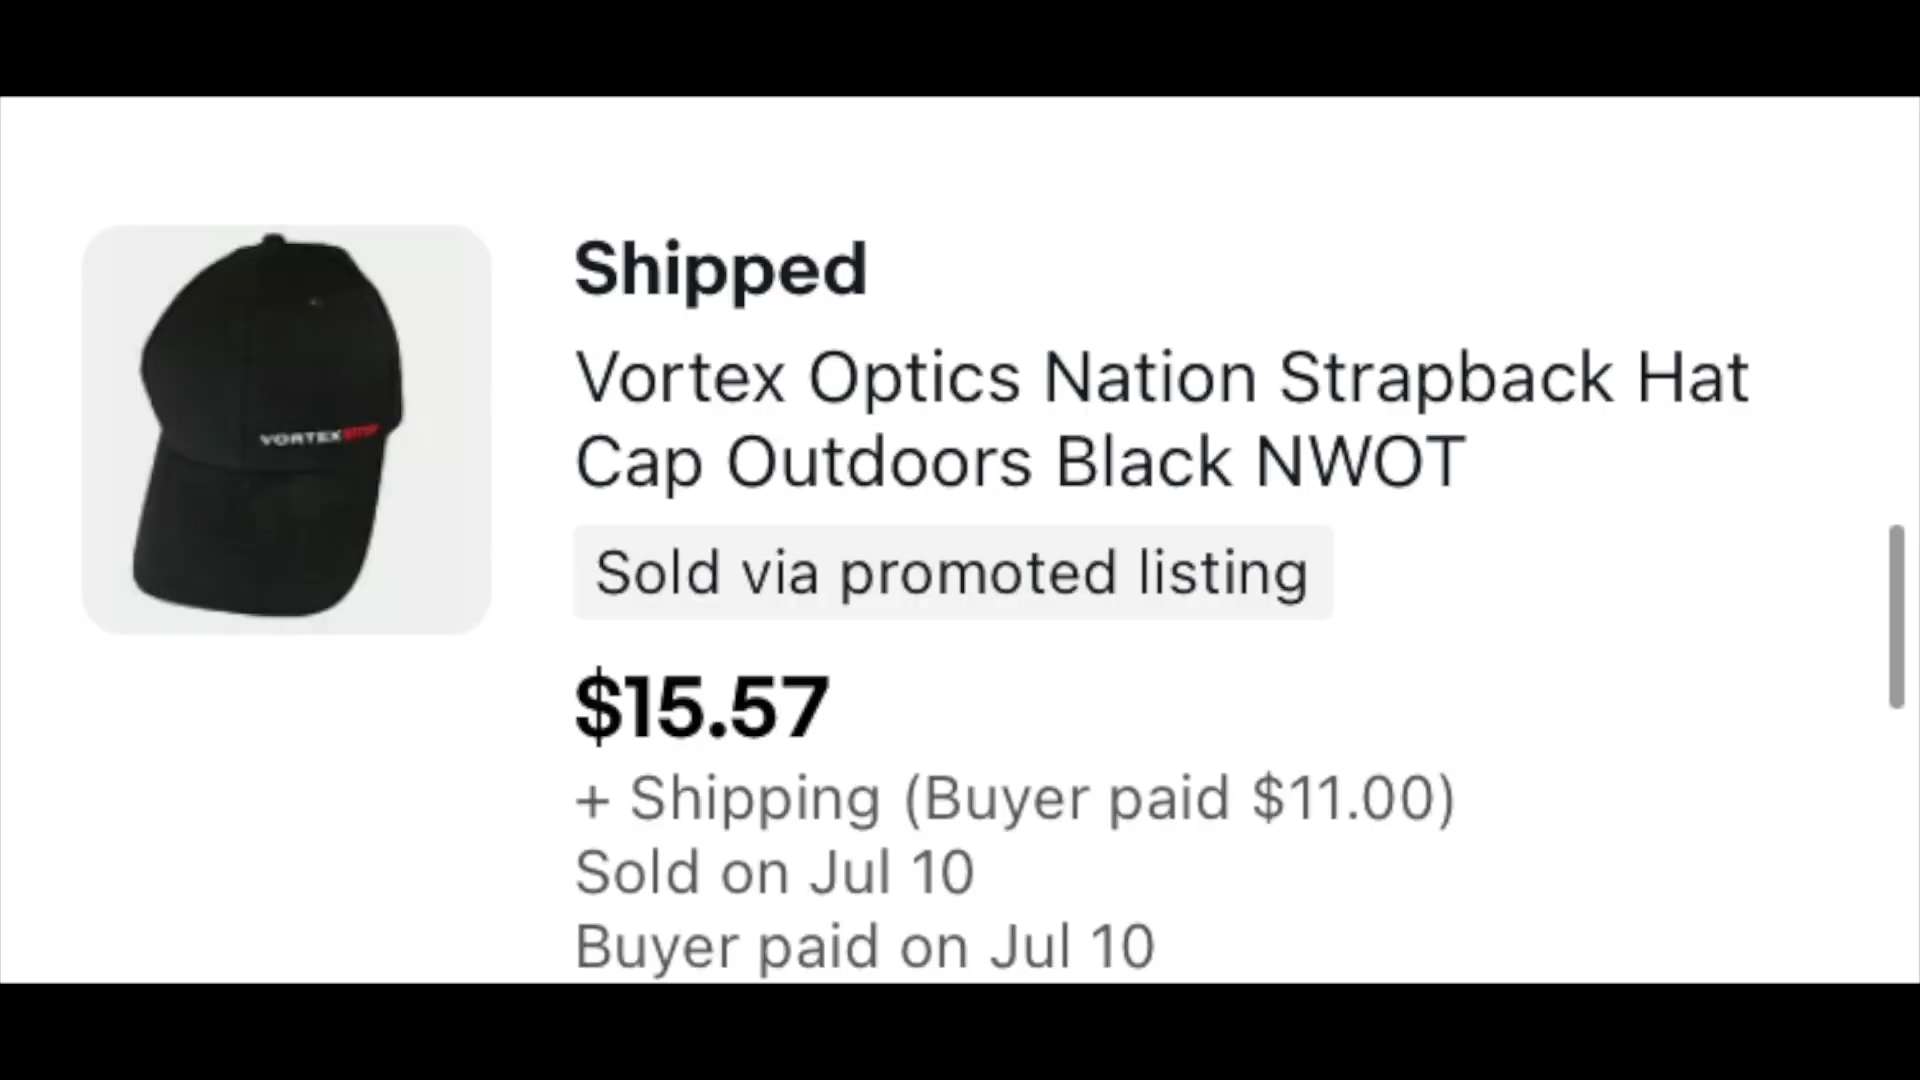 VORTEX
Shipped
Vortex Optics Nation Strapback Hat
Cap Outdoors Black NWOT
Sold via promoted listing
$15.57
+ Shipping (Buyer paid $11.00)
Sold on Jul 10
Buyer paid on Jul 10